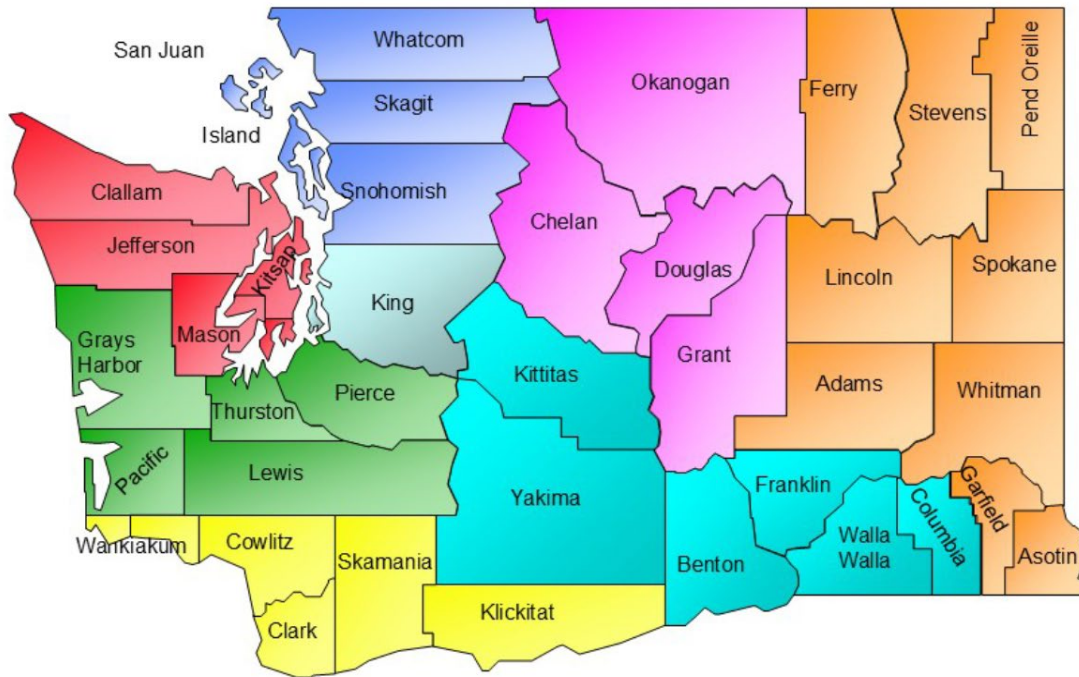 San Juan
Whatcom
Okanogan
Ferry
Stevens
Pend Oreille
Skagit
Island
Clallam
Snohomish
Chelan
Jefferson
Kitsap
Douglas
Lincoln
Spokane
King
Mason
Grays
Harbor
Grant
Kittitas
Pierce
Adams
Whitman
Thurston
Pacific
Lewis
Yakima
Franklin
Columbia
Garfield
Wahkiakum
Cowlitz
Skamania
Walla
Walla
Benton
Asotin
Klickitat
Clark